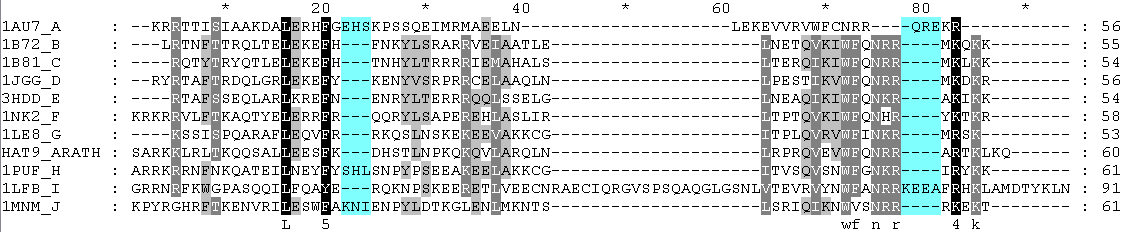 * 20 * 40 * 60 * 80 *
1AU7_A : --KRRTTISIAAKDALERHFGEHSKPSSQEIMRMAEELN---------------------LEKEVVRVWFCNRR----QREKR----------- : 56
1B72_B : ---LRTNFTTRQLTELEKEFH---FNKYLSRARRVEIAATLE---------------------LNETQVKIWFQNRR----MKQKK-------- : 55
1B81_C : ----RQTYTRYQTLELEKEFH---TNHYLTRRRRIEMAHALS---------------------LTERQIKIWFQNRR----MKKEK-------- : 54
1JGG_D : --RYRTAFTRDQLGRLEKEFY---KENYVSRPRRCELAAQLN---------------------LPESTIKVWFQNRR----MKDKR-------- : 56
3HDD_E : ----RTAFSSEQLARLKREFN---ENRYLTERRRQQLSSELG---------------------LNEAQIKIWFQNKR----AKIKK-------- : 54
1NK2_F : KRKRRVLFTKAQTYELERRFR---QQRYLSAPEREHLASLIR---------------------LTPTQVKIWFQNHR----YKTKR-------- : 58
1LE8_G : ----KSSISPQARAFLEQVFR---RKQSLNSKEKEEVAKKCG---------------------ITPLQVRVWFINKR----MRSK--------- : 53
HAT9_ARATH : SARKKLRLTKQQSALLEESFK---DHSTLNPKQKQVLARQLN---------------------LRPRQVEVWFQNRR----ARTKLKQ------ : 60
1PUF_H : ARRKRRNFNKQATEILNEYFYSHLSNPYPSEEAKEELAKKCG---------------------ITVSQVSNWFGNKR----IRYKK-------- : 61
1LFB_I : GRRNRFKWGPASQQILFQAYE---RQKNPSKEERETLVEECNRAECIQRGVSPSQAQGLGSNLVTEVRVYNWFANRRKEEAFRHKLAMDTYKLN : 91
1MNM_J : KPYRGHRFTKENVRILESWFAKNIENPYLDTKGLENLMKNTS---------------------LSRIQIKNWVSNRR----RKEKT-------- : 61
L 5 wf n r 4 k